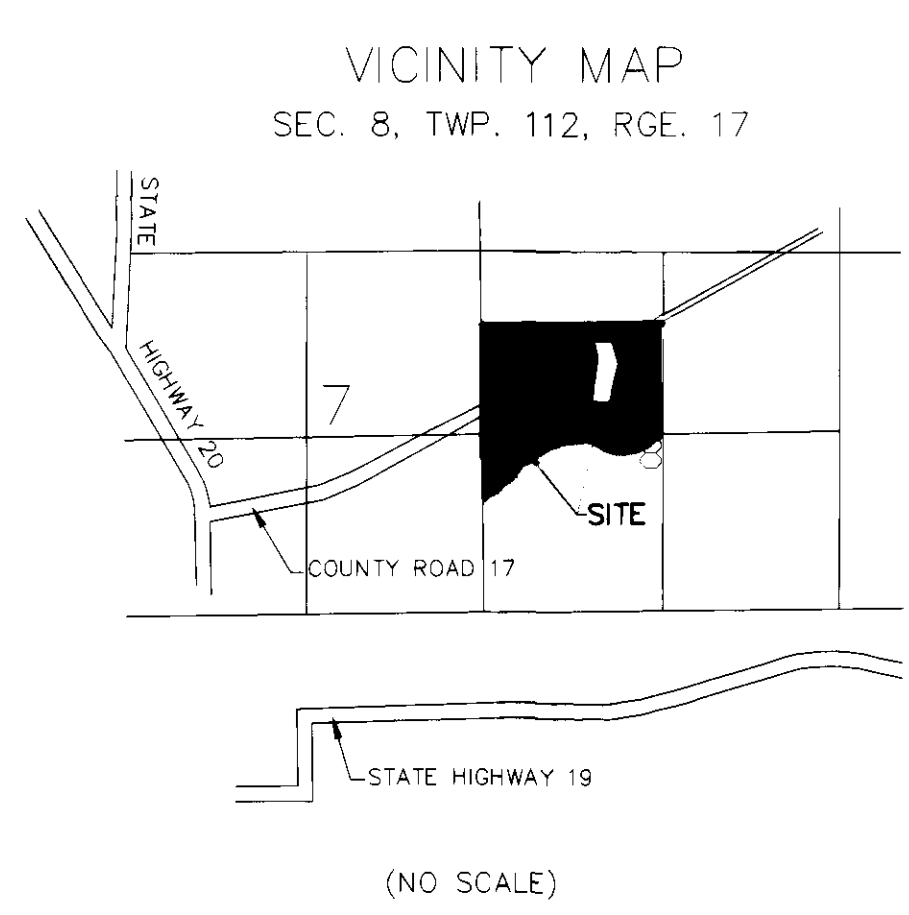 VICINITY MAP
SEC. 8, TWP. 112, RGE. 17
STATE
HIGHWAY 20
7
SITE
COUNTY ROAD 17
STATE HIGHWAY 19
(NO SCALE)